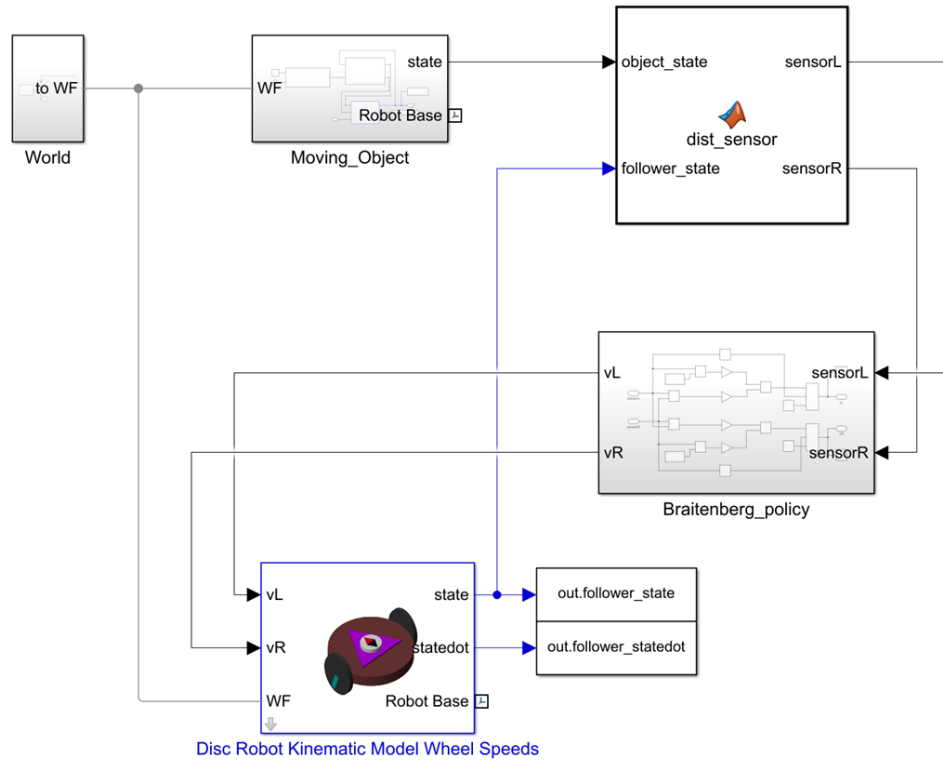 to WF
World
WF
state
Robot Base
Moving_Object
object_state
follower_state
dist_sensor
sensorL
sensorR
vL
vR
sensorL
sensorR
Braitenberg_policy
vL
vR
WF
state
statedot
Robot Base
Disc Robot Kinematic Model Wheel Speeds
out.follower_state
out.follower_statedot